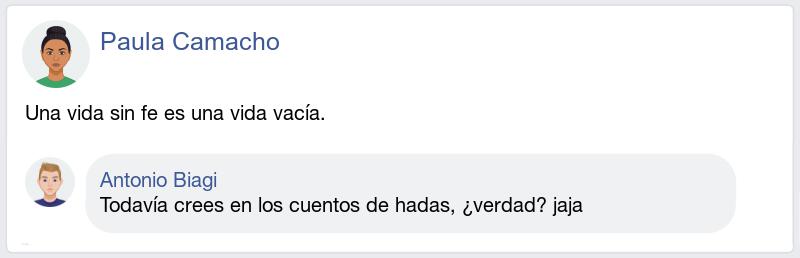 Paula Camacho
Una vida sin fe es una vida vacía.
Antonio Biagi
Todavía crees en los cuentos de hadas, ¿verdad? jaja